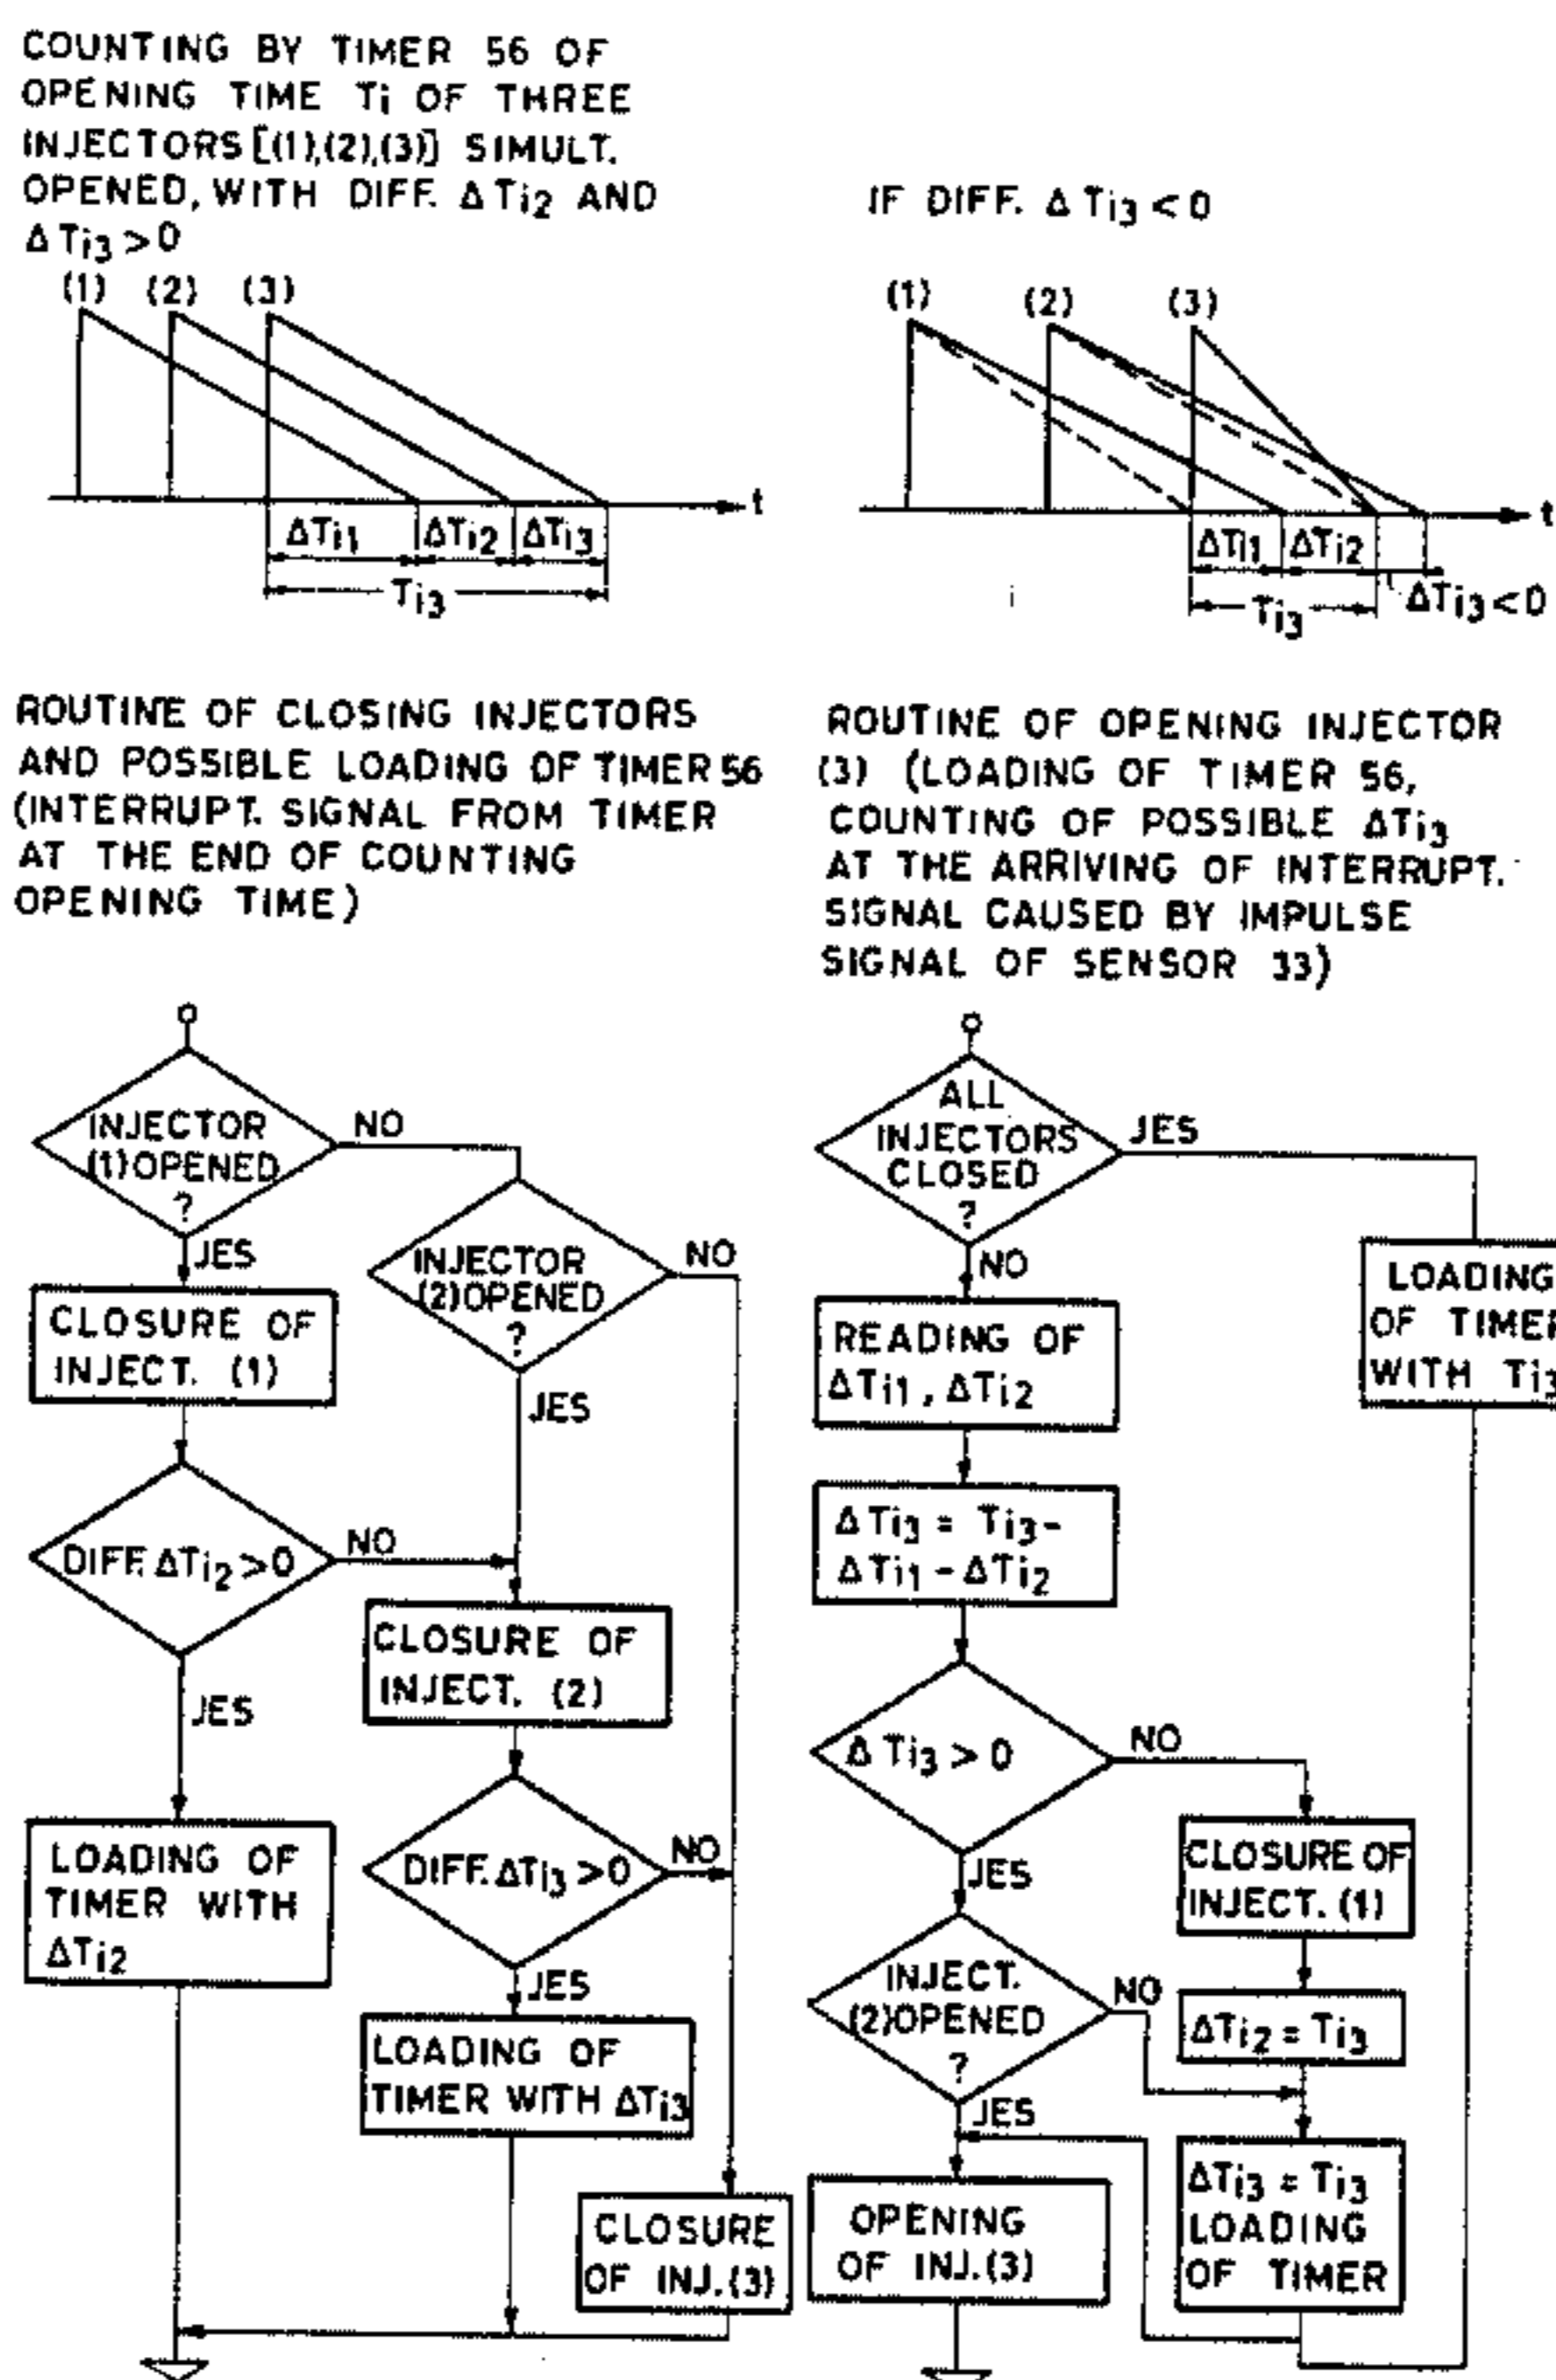 COUNTING BY TIMER 56 OF
OPENING TIME Ti OF THREE
INJECTORS [(1),(2),(3)] SIMULT.
OPENED, WITH DIFF. ΔTi2 AND
ΔTi3 >0
(1) (2) (3)
t
ΔTi1 ΔTi2 ΔTi3
Ti3
IF DIFF. ΔTi3 <0
(1) (2) (3)
t
ΔTi1 ΔTi2
ΔTi3 <0
Ti3
ROUTINE OF CLOSING INJECTORS
AND POSSIBLE LOADING OF TIMER 56
(INTERRUPT. SIGNAL FROM TIMER
AT THE END OF COUNTING
OPENING TIME)
ROUTINE OF OPENING INJECTOR
(3) (LOADING OF TIMER 56,
COUNTING OF POSSIBLE ΔTi3
AT THE ARRIVING OF INTERRUPT.
SIGNAL CAUSED BY IMPULSE
SIGNAL OF SENSOR 33)
INJECTOR
(1) OPENED
?
NO
JES
INJECTOR
(2) OPENED
?
NO
JES
CLOSURE OF
INJECT. (1)
DIFF. ΔTi2 >0
NO
JES
CLOSURE OF
INJECT. (2)
LOADING OF
TIMER WITH
ΔTi2
DIFF. ΔTi3 >0
NO
JES
LOADING OF
TIMER WITH ΔTi3
CLOSURE
OF INJ.(3)
ALL
INJECTORS
CLOSED
?
JES
NO
LOADING
OF TIMER
WITH Ti3
READING OF
ΔTi1, ΔTi2
ΔTi3 = Ti3-
ΔTi1 - ΔTi2
ΔTi3 > 0
NO
JES
CLOSURE OF
INJECT. (1)
INJECT.
(2) OPENED
?
NO
JES
ΔTi2 = Ti3
ΔTi3 = Ti3
LOADING
OF TIMER
OPENING
OF INJ.(3)